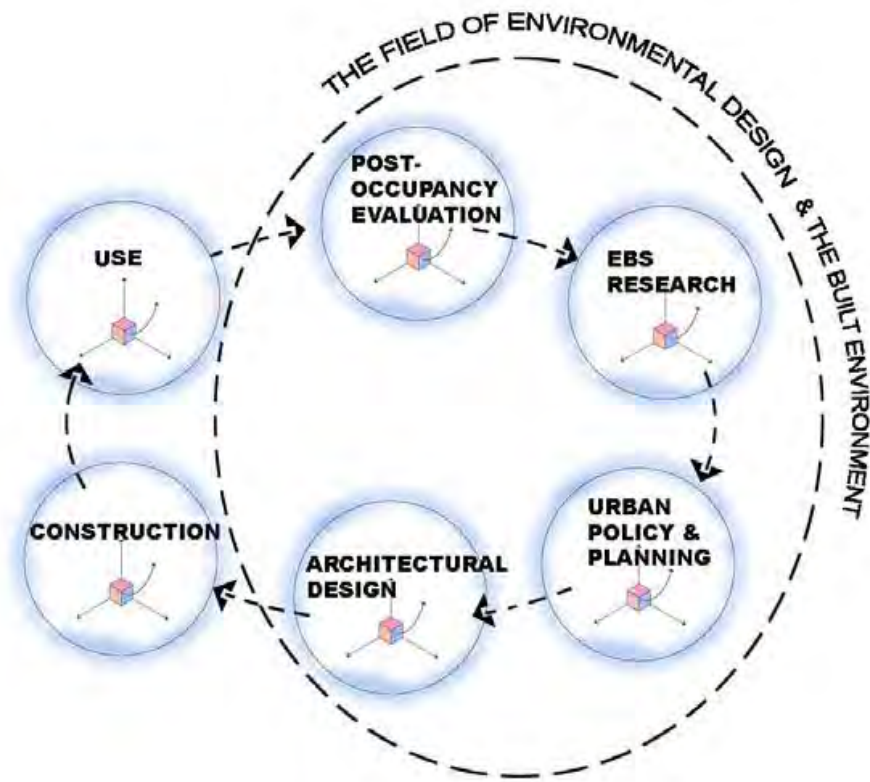 THE FIELD OF ENVIRONMENTAL DESIGN & THE BUILT ENVIRONMENT
POST-
OCCUPANCY
EVALUATION
USE
EBS
RESEARCH
URBAN
POLICY &
PLANNING
CONSTRUCTION
ARCHITECTURAL
DESIGN